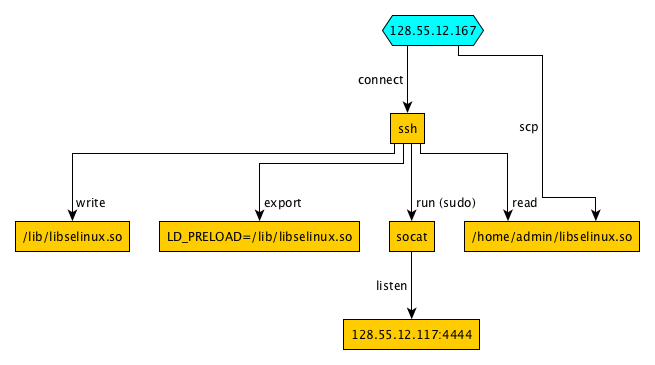 128.55.12.167
connect
ssh
scp
write
export
run (sudo)
read
/lib/libselinux.so
LD_PRELOAD=/lib/libselinux.so
socat
/home/admin/libselinux.so
listen
128.55.12.117:4444